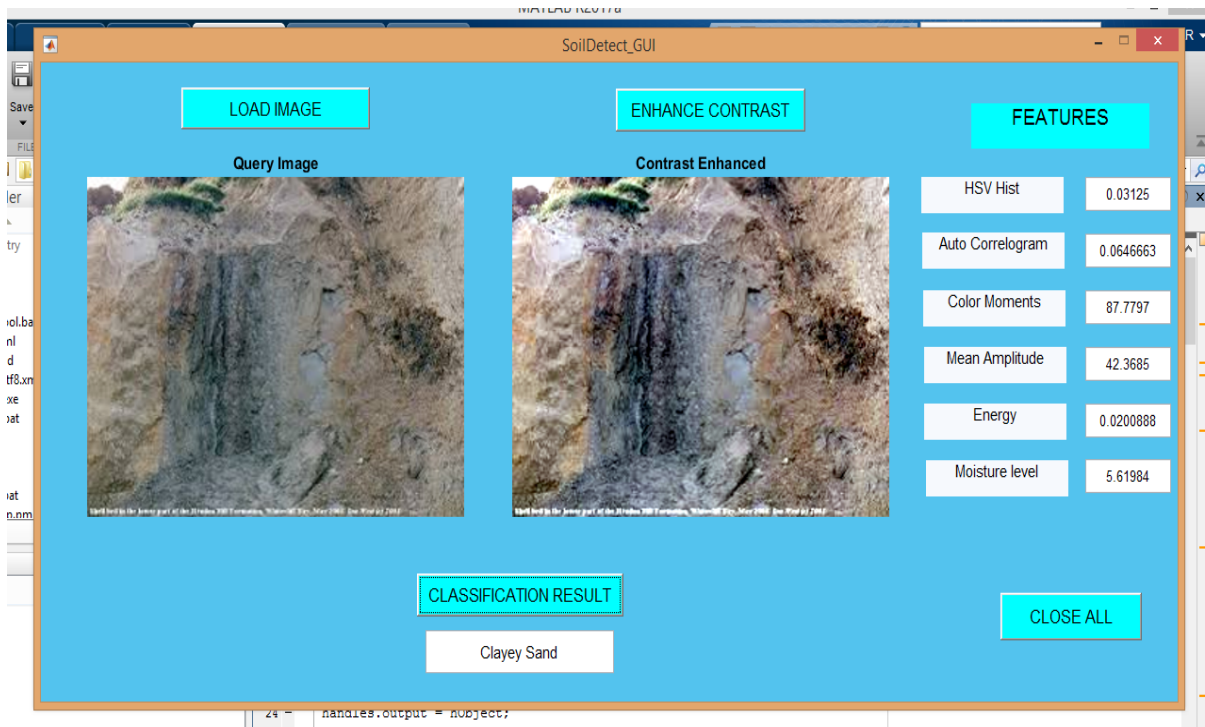 MATLAB R2017a
SoilDetect_GUI
R
Save
FILE
LOAD IMAGE
ENHANCE CONTRAST
FEATURES
Query Image
Contrast Enhanced
HSV Hist
0.03125
Auto Correlogram
0.0646663
Color Moments
87.7797
Mean Amplitude
42.3685
Energy
0.0200888
Moisture level
5.61984
CLASSIFICATION RESULT
Clayey Sand
CLOSE ALL
24 - handles.output = hObject;